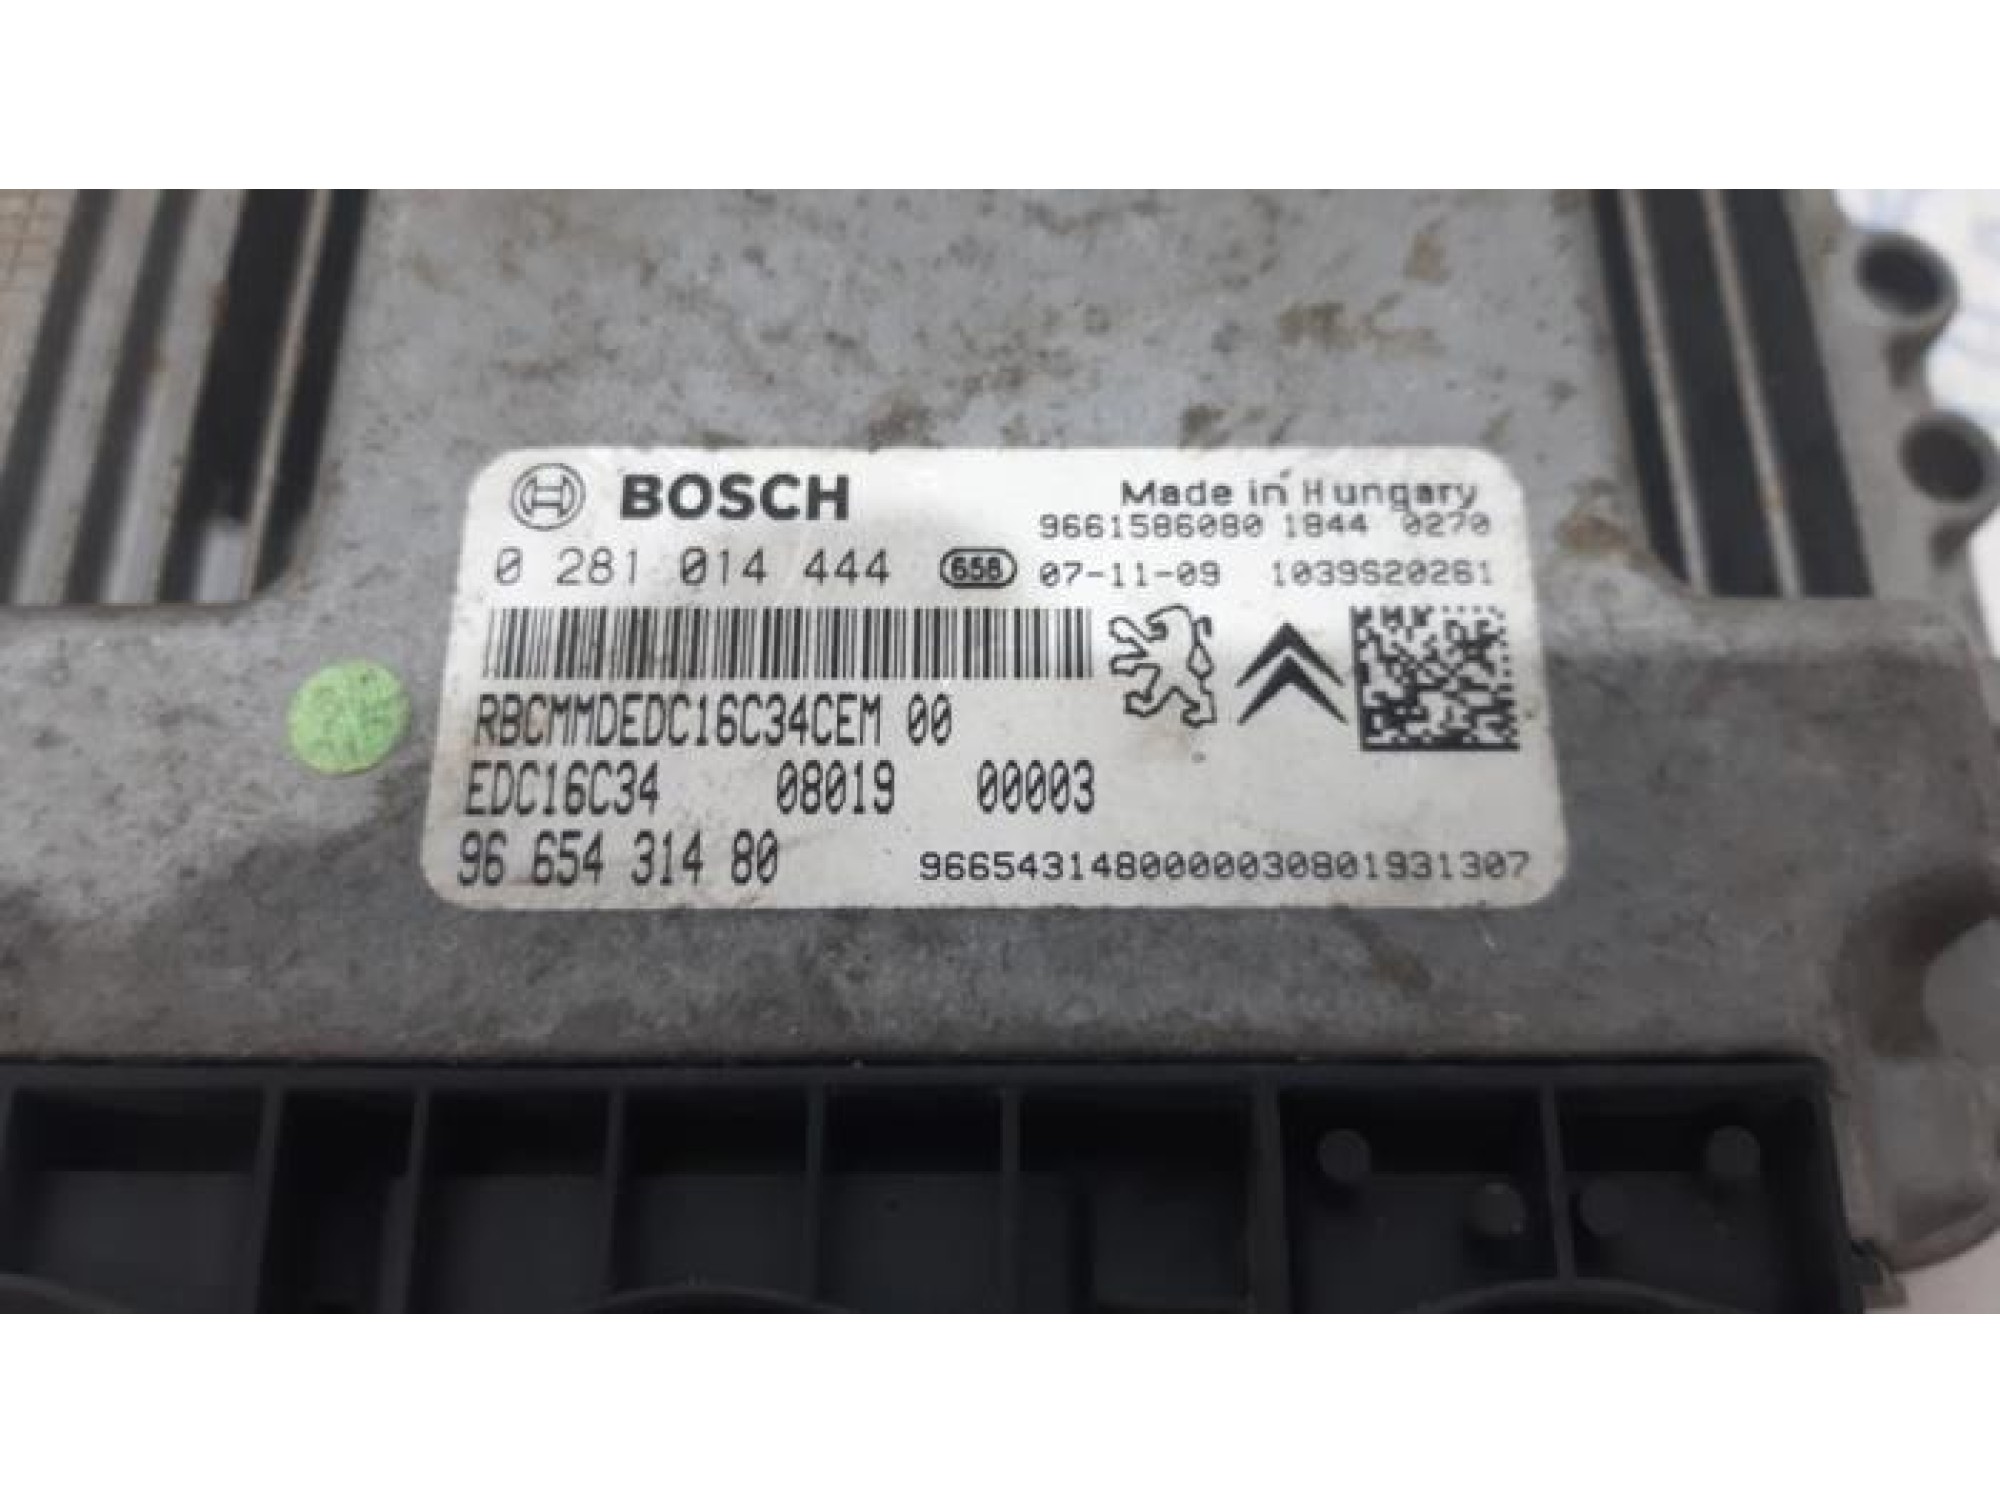 BOSCH
Made in Hungary
9661586080 1844 0270
0 281 014 444 656 07-11-09 1039S20261
RBCMMDEDC16C34CEM 00
EDC16C34 08019 00003
96 654 314 80 9665431480000030801931307